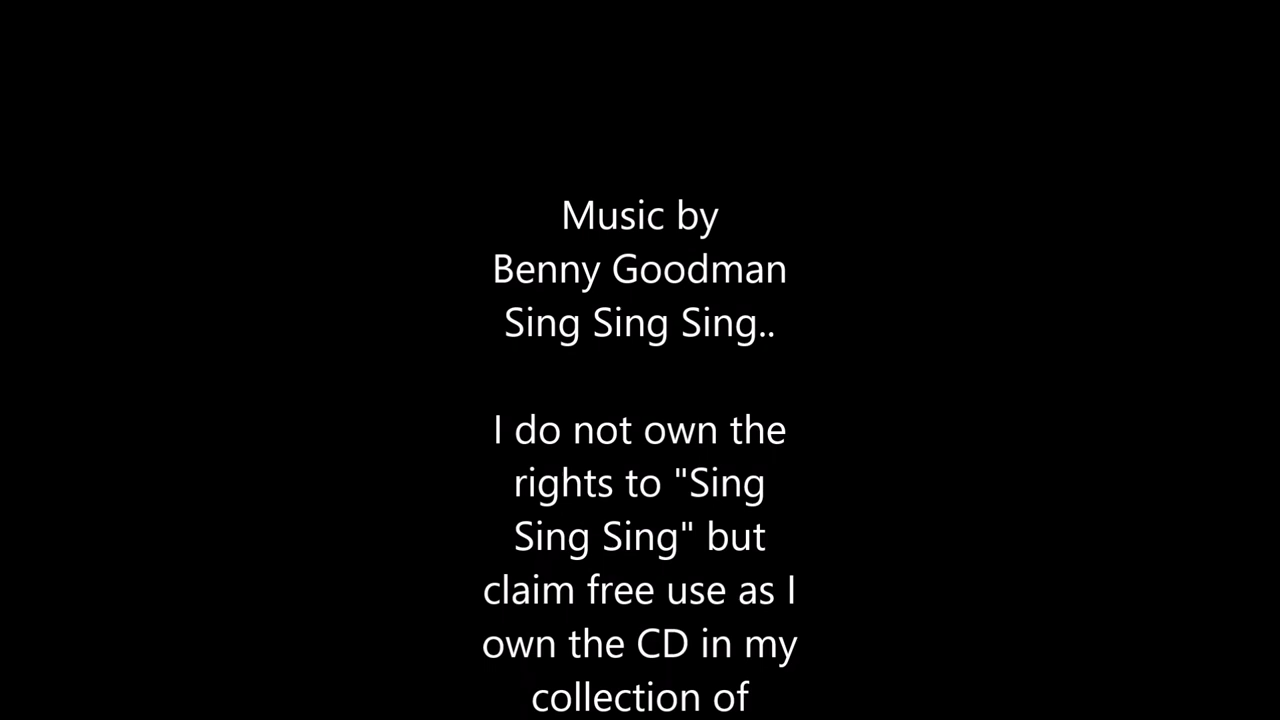 Music by
Benny Goodman
Sing Sing Sing..
I do not own the
rights to "Sing
Sing Sing" but
claim free use as I
own the CD in my
collection of